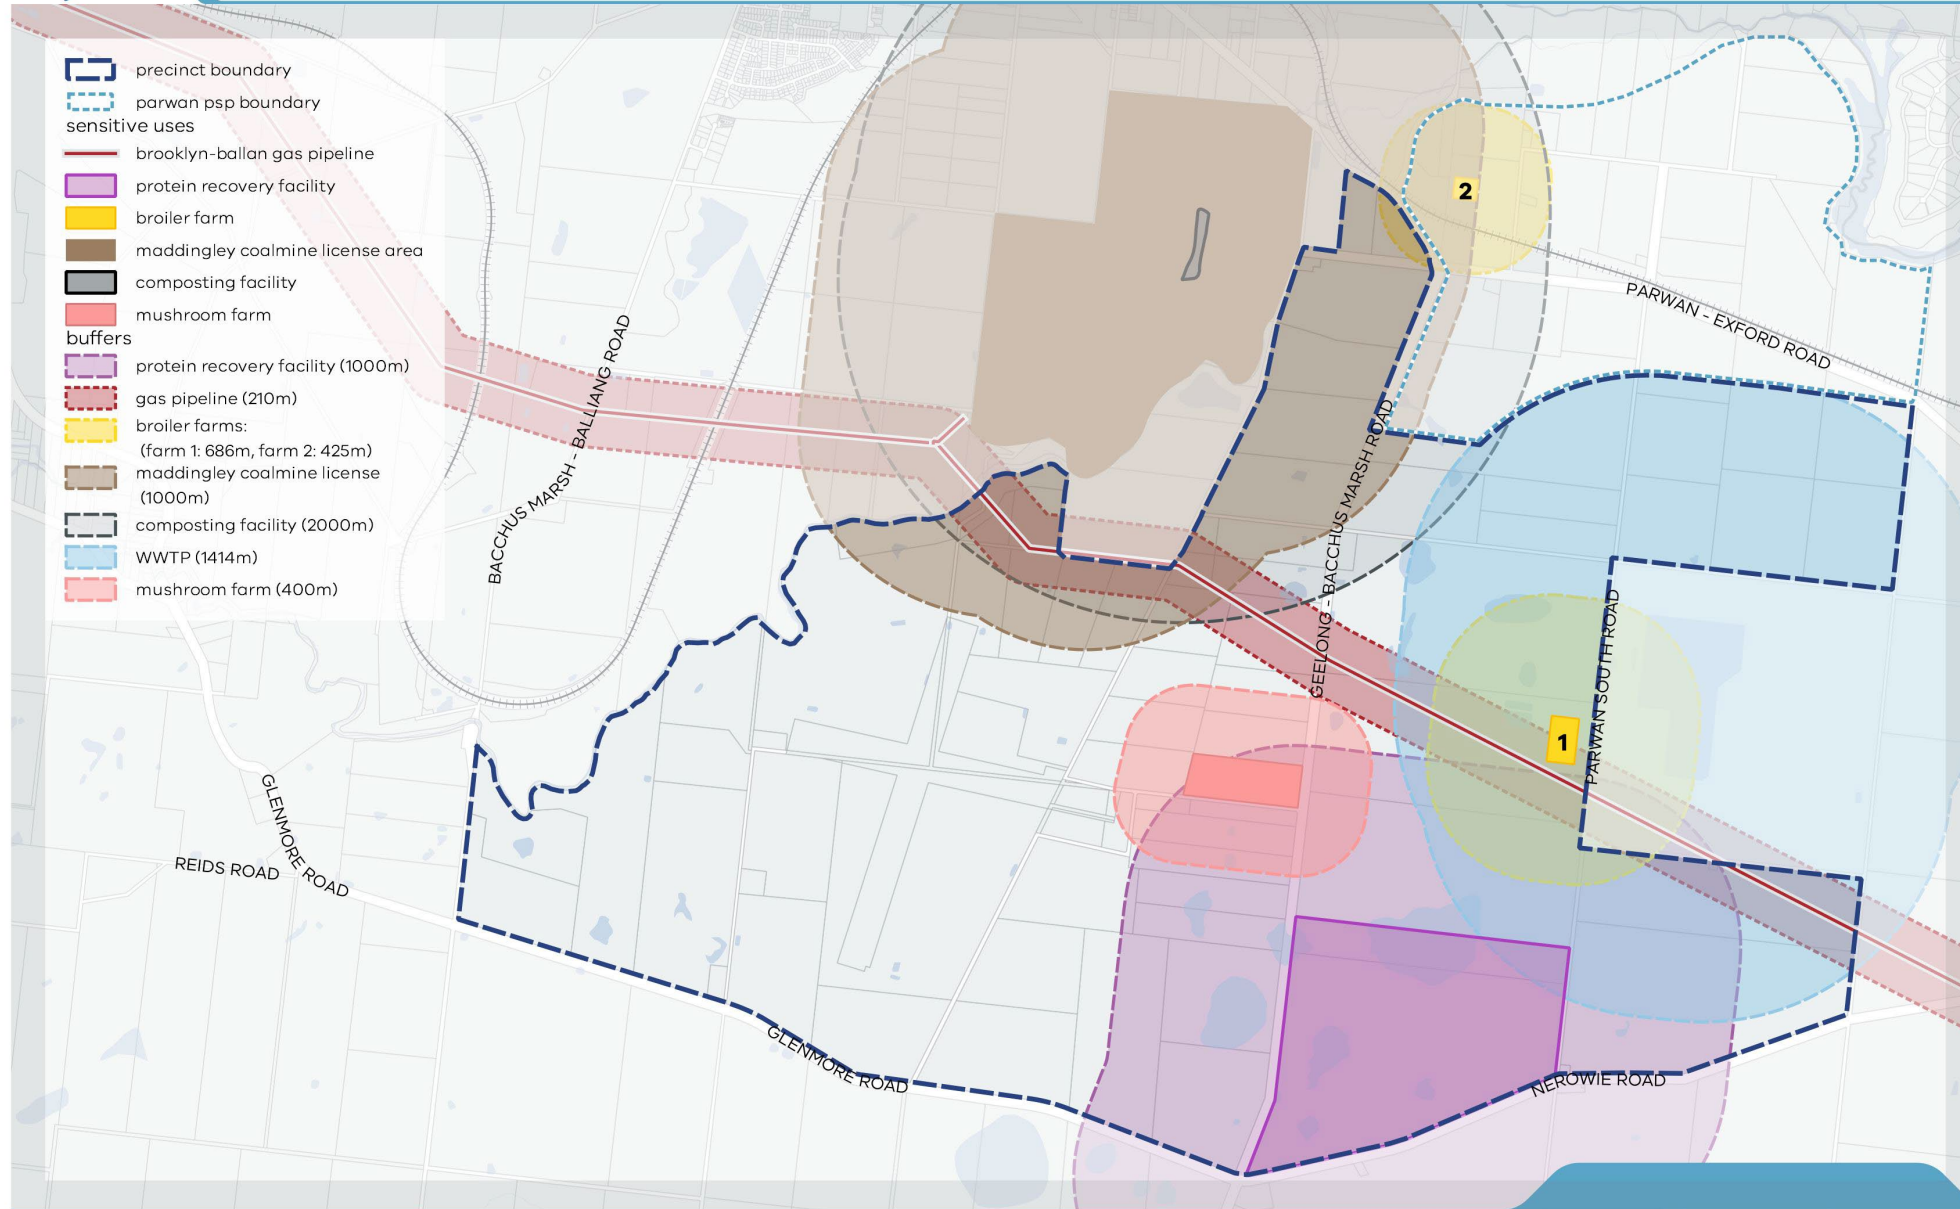 precinct boundary
parwan psp boundary
sensitive uses
brooklyn-ballan gas pipeline
protein recovery facility
broiler farm
maddingley coalmine license area
composting facility
mushroom farm
buffers
protein recovery facility (1000m)
gas pipeline (210m)
broiler farms:
(farm 1: 686m, farm 2: 425m)
maddingley coalmine license
(1000m)
composting facility (2000m)
WWTP (1414m)
mushroom farm (400m)
2
PARWAN - EXFORD ROAD
BACCHUS MARSH - BALLIANG ROAD
GEELONG - BACCHUS MARSH ROAD
PARWAN SOUTH ROAD
1
GLENMORE ROAD
REIDS ROAD
GLENMORE ROAD
NEROWIE ROAD